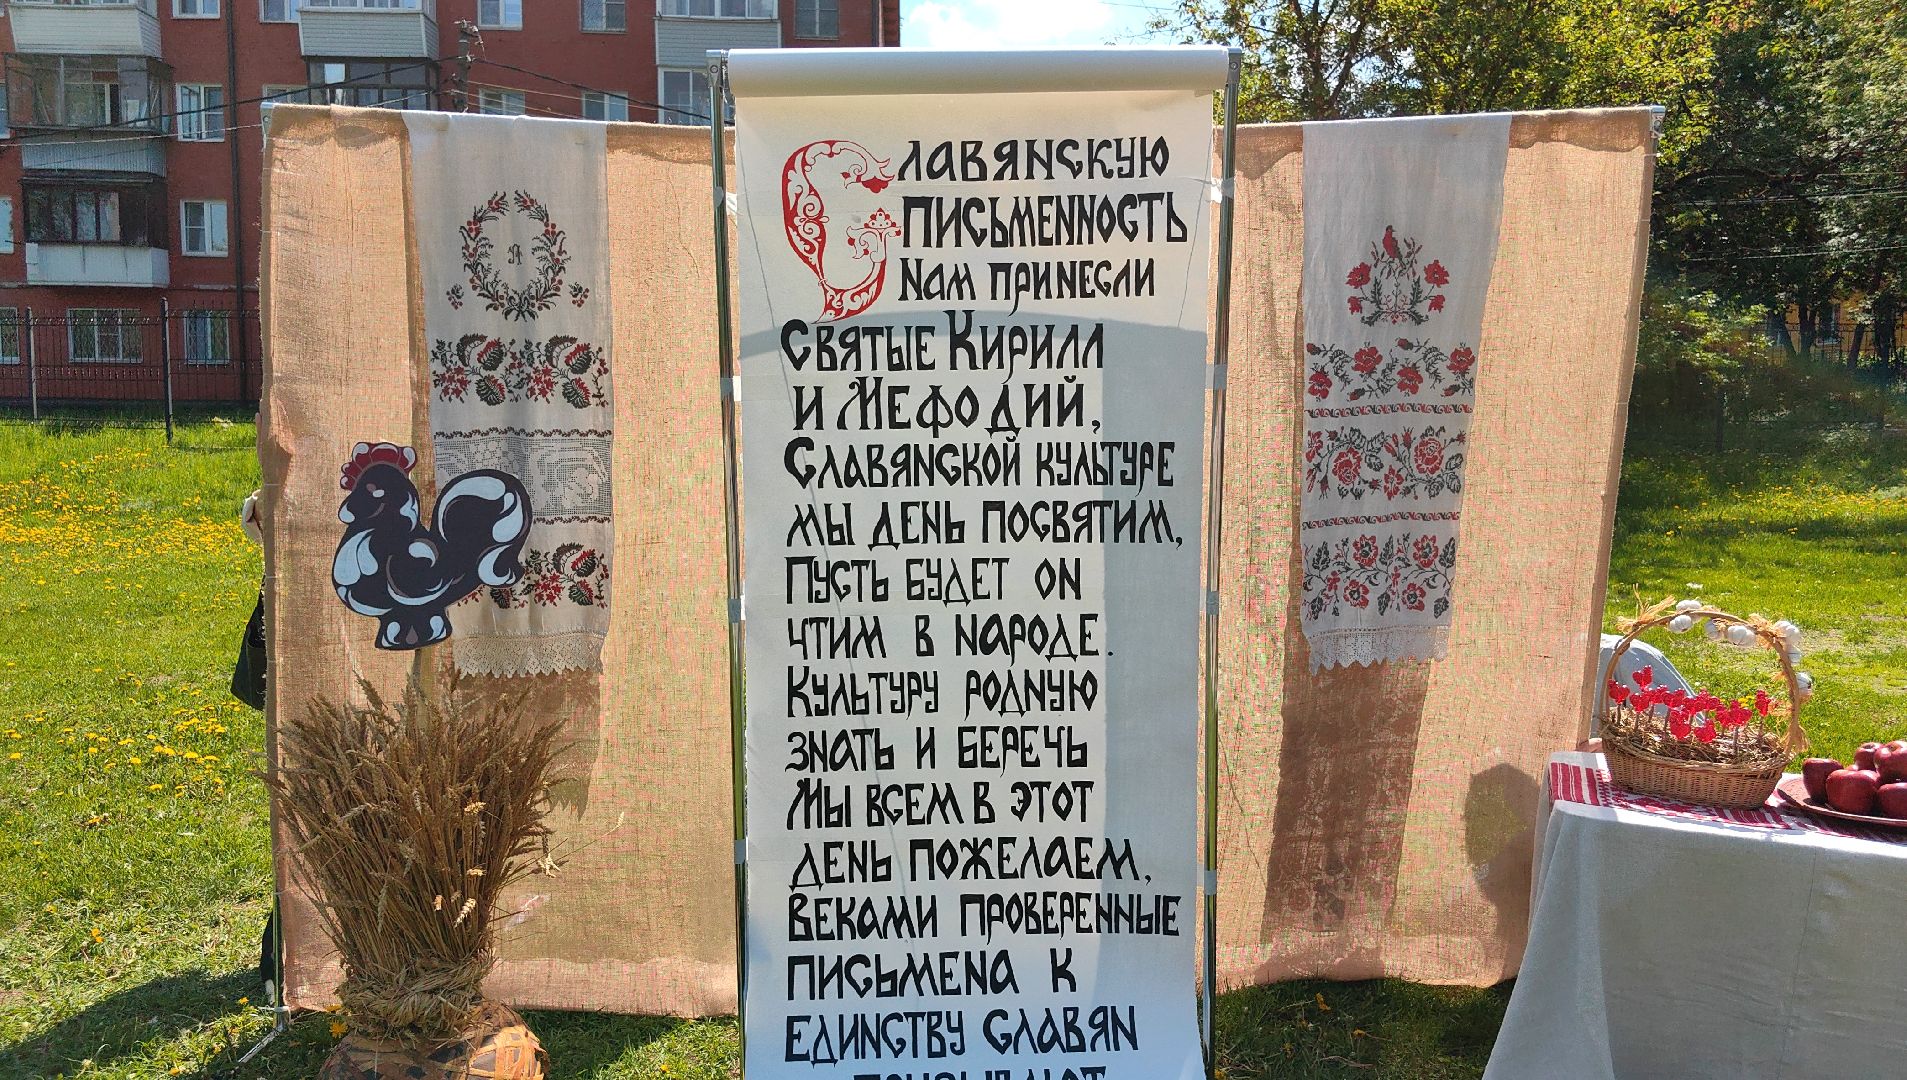 Славянскую
письменность
нам принесли
Святые Кирилл
и Мефодий,
Славянской культуре
мы день посвятим,
Пусть будет он
чтим в народе.
Культуру родную
знать и беречь
Мы всем в этот
день пожелаем,
Веками проверенные
письмена к
единству славян
призывают